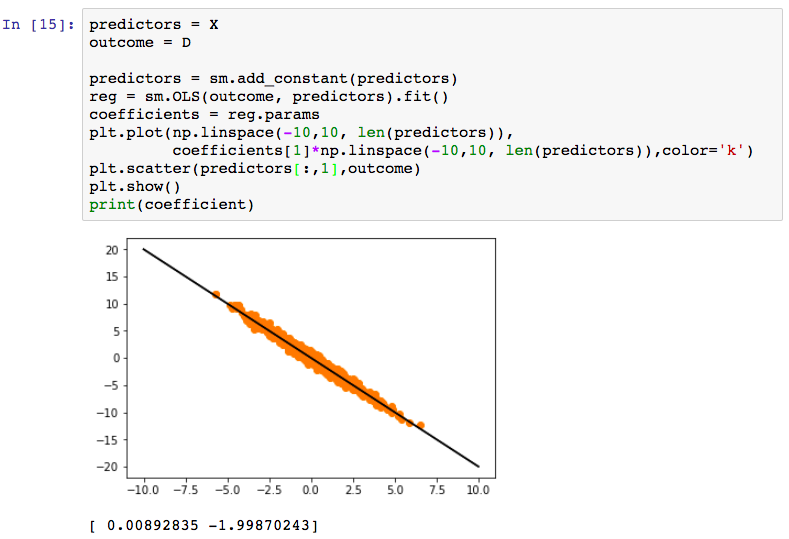 In [15]: predictors = X
outcome = D
predictors = sm.add_constant(predictors)
reg = sm.OLS(outcome, predictors).fit()
coefficients = reg.params
plt.plot(np.linspace(-10,10, len(predictors)),
coefficients[1]*np.linspace(-10,10, len(predictors)),color='k')
plt.scatter(predictors[:,1],outcome)
plt.show()
print(coefficient)
20
15
10
5
0
−5
−10
−15
−20
−10.0 −7.5 −5.0 −2.5 0.0 2.5 5.0 7.5 10.0
[ 0.00892835 -1.99870243]